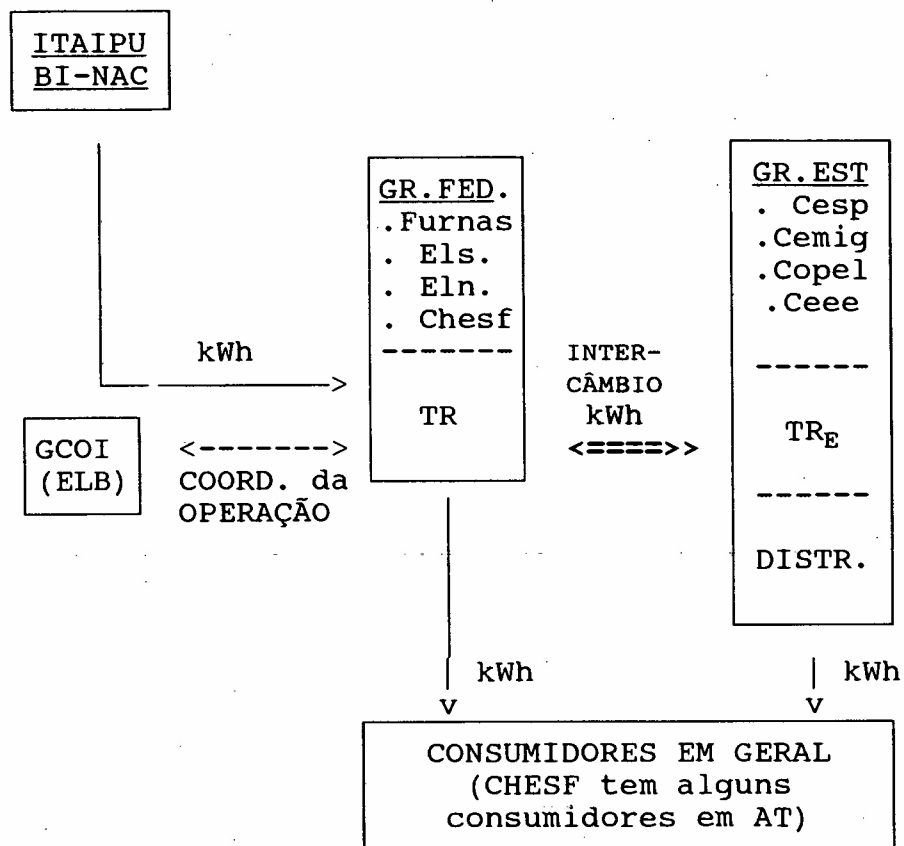 ITAIPU
BI-NAC
GR.FED.
.Furnas
. Els.
. Eln.
. Chesf
-------
TR
GR.EST
. Cesp
.Cemig
.Copel
.Ceee
------
TRE
------
DISTR.
kWh
------->
INTER-
CÂMBIO
kWh
<====>>
GCOI
(ELB)
<------->
COORD. da
OPERAÇÃO
kWh
v
kWh
v
CONSUMIDORES EM GERAL
(CHESF tem alguns
consumidores em AT)